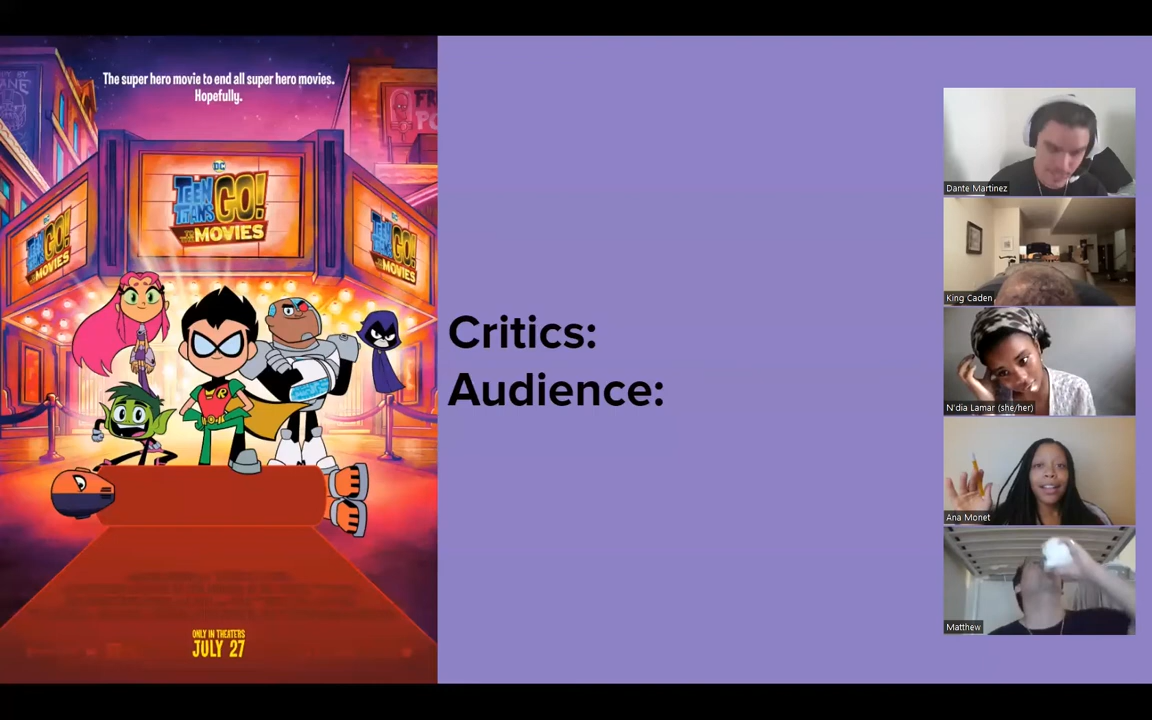 The super hero movie to end all super hero movies.
Hopefully.
DC
TEEN
TITANS
GO!
TO THE
MOVIES
TEEN
TITANS
GO!
MOVIES
TEEN
TITANS
GO!
MOVIES
R
Critics:
Audience:
ONLY IN THEATERS
JULY 27
Dante Martinez
King Caden
N'dia Lamar (she/her)
Ana Monet
Matthew